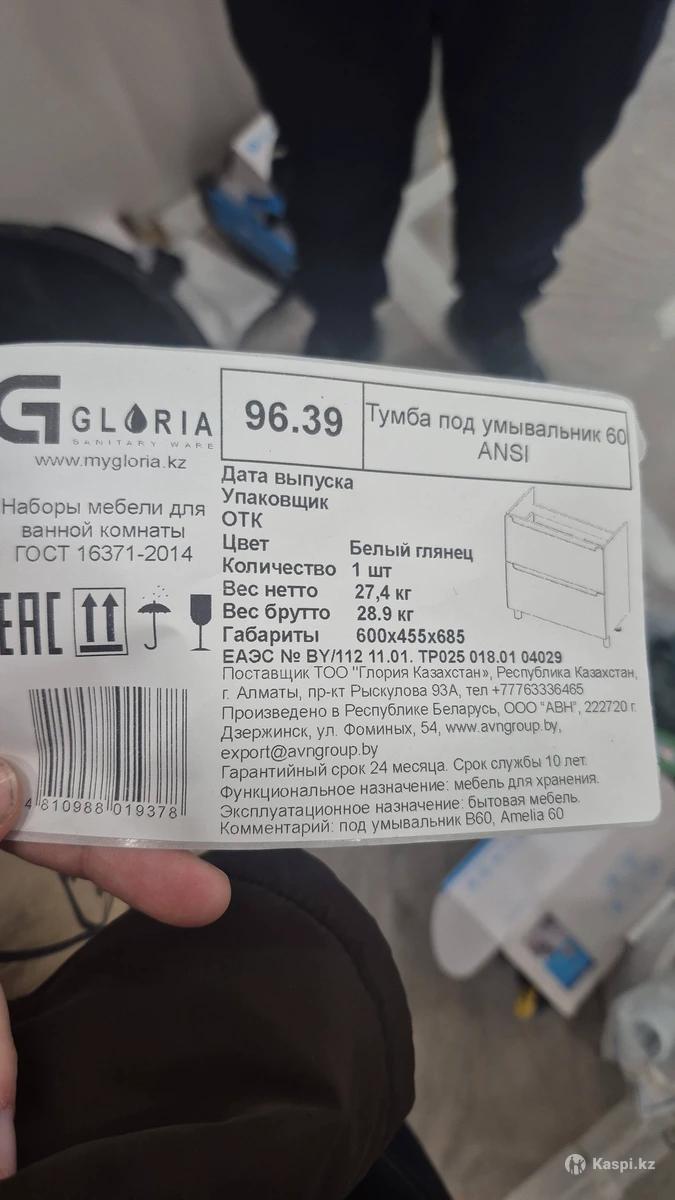 GLORIA
SANITARY WARE
www.mygloria.kz
Наборы мебели для
ванной комнаты
ГОСТ 16371-2014
EAC
4 810988 019378
96.39
Тумба под умывальник 60
ANSI
Дата выпуска
Упаковщик
ОТК
Цвет Белый глянец
Количество 1 шт
Вес нетто 27,4 кг
Вес брутто 28.9 кг
Габариты 600х455х685
ЕАЭС № BY/112 11.01. ТР025 018.01 04029
Поставщик ТОО "Глория Казахстан», Республика Казахстан,
г. Алматы, пр-кт Рыскулова 93А, тел +77763336465
Произведено в Республике Беларусь, ООО “АВН”, 222720 г.
Дзержинск, ул. Фоминых, 54, www.avngroup.by,
export@avngroup.by
Гарантийный срок 24 месяца. Срок службы 10 лет.
Функциональное назначение: мебель для хранения.
Эксплуатационное назначение: бытовая мебель.
Комментарий: под умывальник В60, Amelia 60
Kaspi.kz